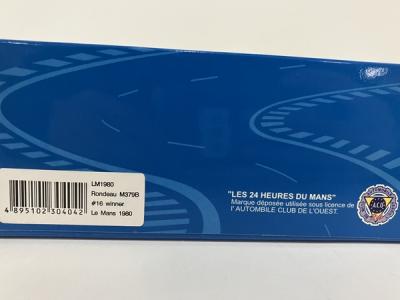 LM1980
Rondeau M379B
#16 winner
Le Mans 1980
4 895102 304042
"LES 24 HEURES DU MANS"
Marque déposée utilisée sous licence de
l' AUTOMBILE CLUB DE L'OUEST.
A.C.O